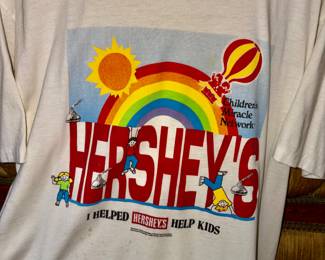 Children's
Miracle
Network
HERSHEY'S
I HELPED HERSHEY'S HELP KIDS